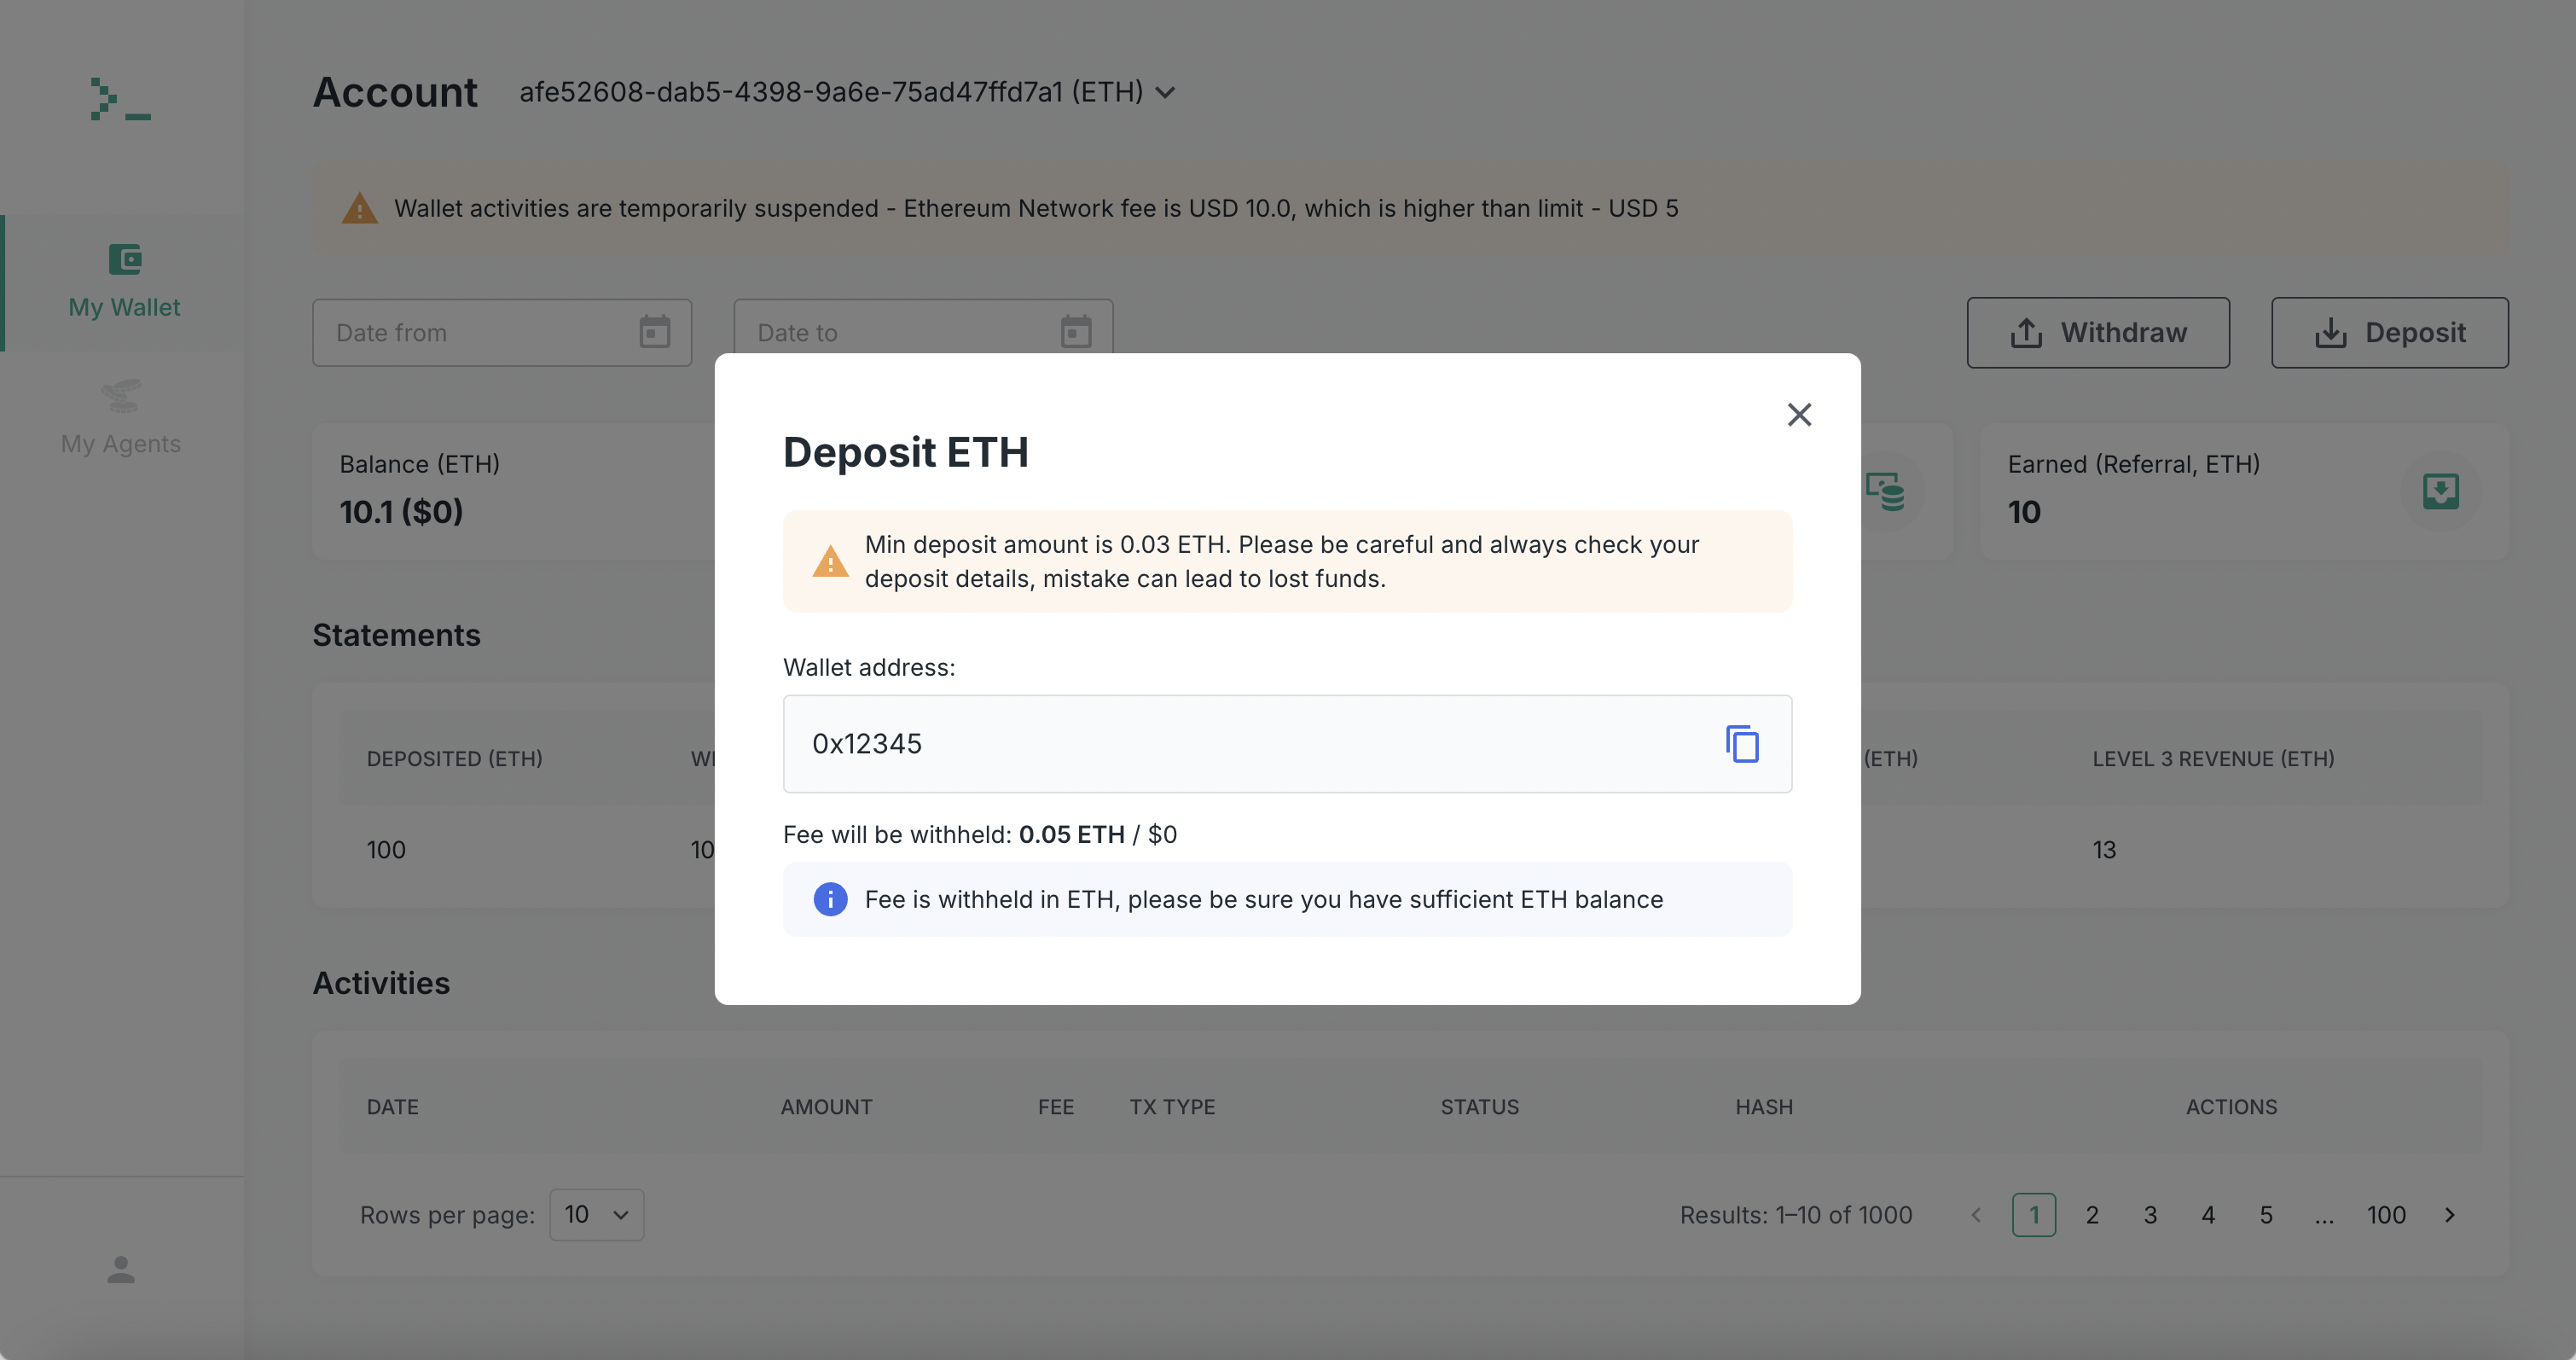 Account
afe52608-dab5-4398-9a6e-75ad47ffd7a1 (ETH)
Wallet activities are temporarily suspended - Ethereum Network fee is USD 10.0, which is higher than limit - USD 5
My Wallet
My Agents
Date from
Date to
Withdraw
Deposit
Balance (ETH)
10.1 ($0)
Earned (Referral, ETH)
10
Deposit ETH
Min deposit amount is 0.03 ETH. Please be careful and always check your
deposit details, mistake can lead to lost funds.
Wallet address:
0x12345
Fee will be withheld: 0.05 ETH / $0
Fee is withheld in ETH, please be sure you have sufficient ETH balance
Statements
DEPOSITED (ETH) (ETH) LEVEL 3 REVENUE (ETH)
100 10 13
Activities
DATE AMOUNT FEE TX TYPE STATUS HASH ACTIONS
Rows per page: 10
Results: 1–10 of 1000 1 2 3 4 5 ... 100